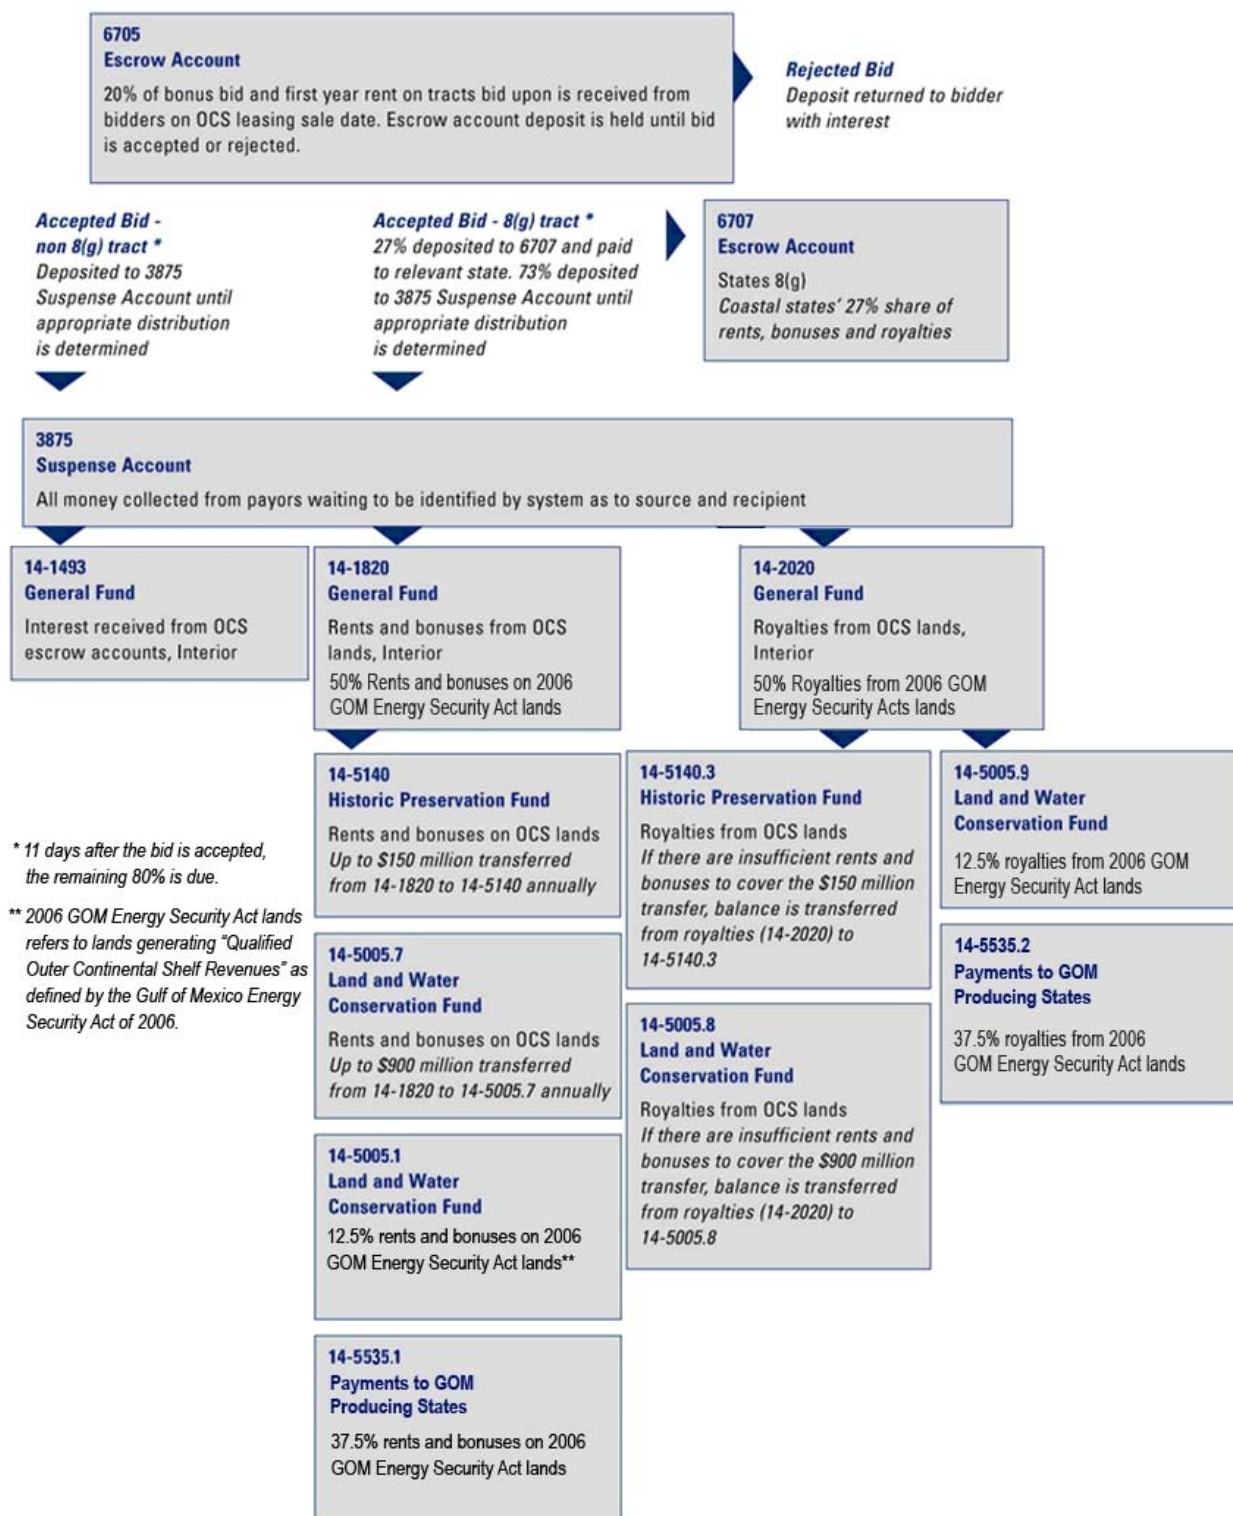 6705
Escrow Account
20% of bonus bid and first year rent on tracts bid upon is received from
bidders on OCS leasing sale date. Escrow account deposit is held until bid
is accepted or rejected.
Rejected Bid
Deposit returned to bidder
with interest
Accepted Bid -
non 8(g) tract *
Deposited to 3875
Suspense Account until
appropriate distribution
is determined
Accepted Bid - 8(g) tract *
27% deposited to 6707 and paid
to relevant state. 73% deposited
to 3875 Suspense Account until
appropriate distribution
is determined
6707
Escrow Account
States 8(g)
Coastal states' 27% share of
rents, bonuses and royalties
3875
Suspense Account
All money collected from payors waiting to be identified by system as to source and recipient
14-1493
General Fund
Interest received from OCS
escrow accounts, Interior
14-1820
General Fund
Rents and bonuses from OCS
lands, Interior
50% Rents and bonuses on 2006
GOM Energy Security Act lands
14-2020
General Fund
Royalties from OCS lands,
Interior
50% Royalties from 2006 GOM
Energy Security Acts lands
14-5140
Historic Preservation Fund
Rents and bonuses on OCS lands
Up to $150 million transferred
from 14-1820 to 14-5140 annually
14-5140.3
Historic Preservation Fund
Royalties from OCS lands
If there are insufficient rents and
bonuses to cover the $150 million
transfer, balance is transferred
from royalties (14-2020) to
14-5140.3
14-5005.9
Land and Water
Conservation Fund
12.5% royalties from 2006 GOM
Energy Security Act lands
* 11 days after the bid is accepted,
the remaining 80% is due.
** 2006 GOM Energy Security Act lands
refers to lands generating "Qualified
Outer Continental Shelf Revenues" as
defined by the Gulf of Mexico Energy
Security Act of 2006.
14-5005.7
Land and Water
Conservation Fund
Rents and bonuses on OCS lands
Up to $900 million transferred
from 14-1820 to 14-5005.7 annually
14-5005.8
Land and Water
Conservation Fund
Royalties from OCS lands
If there are insufficient rents and
bonuses to cover the $900 million
transfer, balance is transferred
from royalties (14-2020) to
14-5005.8
14-5535.2
Payments to GOM
Producing States
37.5% royalties from 2006
GOM Energy Security Act lands
14-5005.1
Land and Water
Conservation Fund
12.5% rents and bonuses on 2006
GOM Energy Security Act lands**
14-5535.1
Payments to GOM
Producing States
37.5% rents and bonuses on 2006
GOM Energy Security Act lands